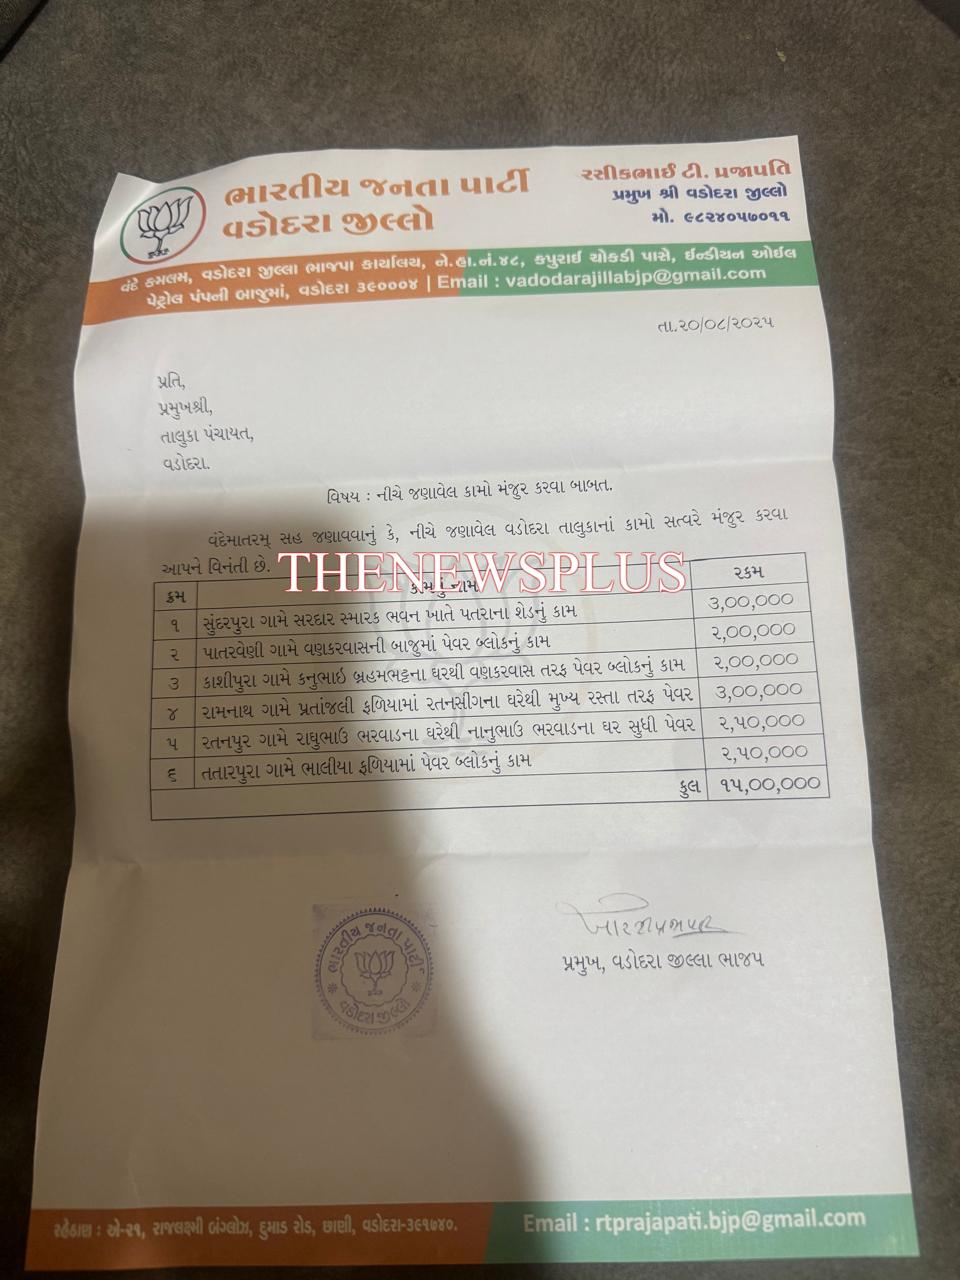 ભારતીય જનતા પાર્ટી
વડોદરા જીલ્લો
રસીકભાઈ ટી. પ્રજાપતિ
પ્રમુખ શ્રી વડોદરા જીલ્લો
મો. ૯૮૨૪૦૫૭૦૧૧
વંદે કમલમ, વડોદરા જીલ્લા ભાજપા કાર્યાલય, ને.હા.નં.૪૮, કપુરાઈ ચોકડી પાસે, ઈન્ડીયન ઓઈલ
પેટ્રોલ પંપની બાજુમાં, વડોદરા ૩૯૦૦૦૪ | Email : vadodarajillabjp@gmail.com
તા.૨૦/૦૮/૨૦૨૫
પ્રતિ,
પ્રમુખશ્રી,
તાલુકા પંચાયત,
વડોદરા.
વિષય : નીચે જણાવેલ કામો મંજુર કરવા બાબત.
વંદેમાતરમ્ સહ જણાવવાનું કે, નીચે જણાવેલ વડોદરા તાલુકાનાં કામો સત્વરે મંજુર કરવા
આપને વિનંતી છે.
THENEWSPLUS
ક્રમ કામનું નામ રકમ
૧ સુંદરપુરા ગામે સરદાર સ્મારક ભવન ખાતે પતરાના શેડનું કામ ૩,૦૦,૦૦૦
૨ પાતરવેણી ગામે વણકરવાસની બાજુમાં પેવર બ્લોકનું કામ ૨,૦૦,૦૦૦
૩ કાશીપુરા ગામે કનુભાઇ બ્રહમભટ્ટના ઘરથી વણકરવાસ તરફ પેવર બ્લોકનું કામ ૨,૦૦,૦૦૦
૪ રામનાથ ગામે પ્રતાંજલી ફળિયામાં રતનસીંગના ઘરેથી મુખ્ય રસ્તા તરફ પેવર ૩,૦૦,૦૦૦
૫ રતનપુર ગામે રાઘુભાઉ ભરવાડના ઘરેથી નાનુભાઉ ભરવાડના ઘર સુધી પેવર ૨,૫૦,૦૦૦
૬ તતારપુરા ગામે ભાલીયા ફળિયામાં પેવર બ્લોકનું કામ ૨,૫૦,૦૦૦
કુલ ૧૫,૦૦,૦૦૦
ભારતીય જનતા પાર્ટી
વડોદરા જીલ્લો
પ્રમુખ, વડોદરા જીલ્લા ભાજપ
રહેઠાણ : એ-૨૧, રાજલક્ષ્મી બંગ્લોઝ, દુમાડ રોડ, છાણી, વડોદરા-૩૯૧૭૪૦.
Email : rtprajapati.bjp@gmail.com